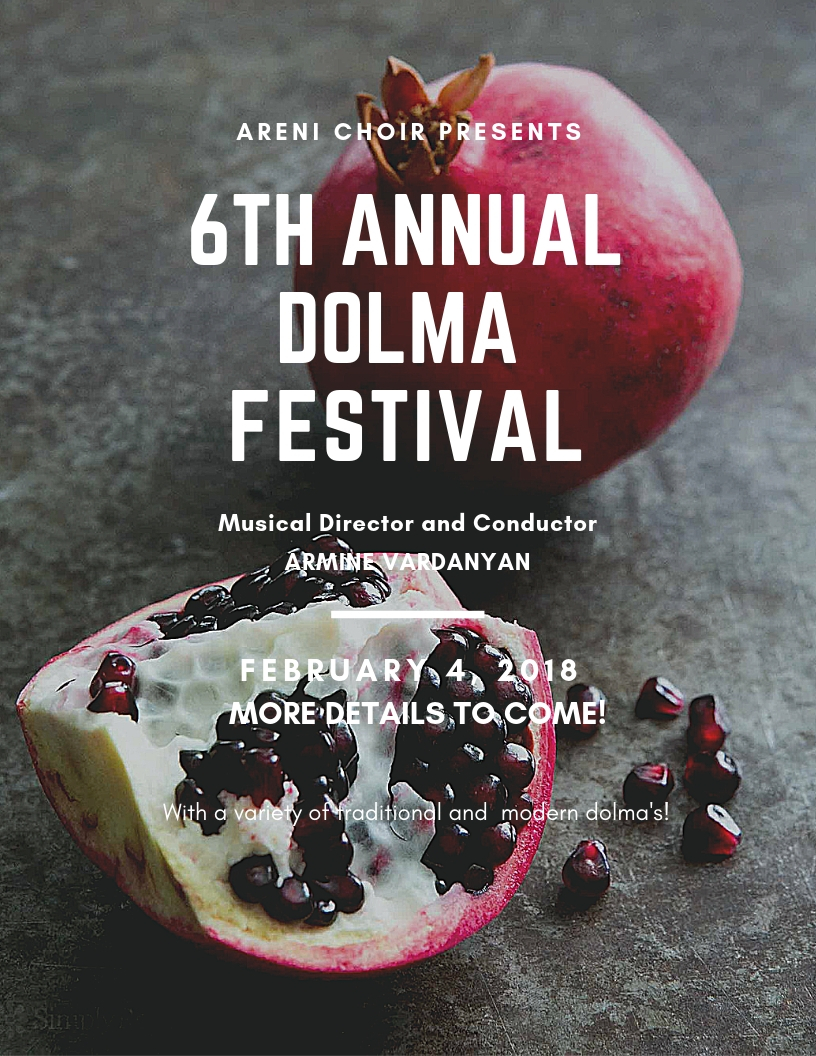 ARENI CHOIR PRESENTS
6TH ANNUAL
DOLMA
FESTIVAL
Musical Director and Conductor
ARMINE VARDANYAN
FEBRUARY 4, 2018
MORE DETAILS TO COME!
With a variety of traditional and  modern dolma's!